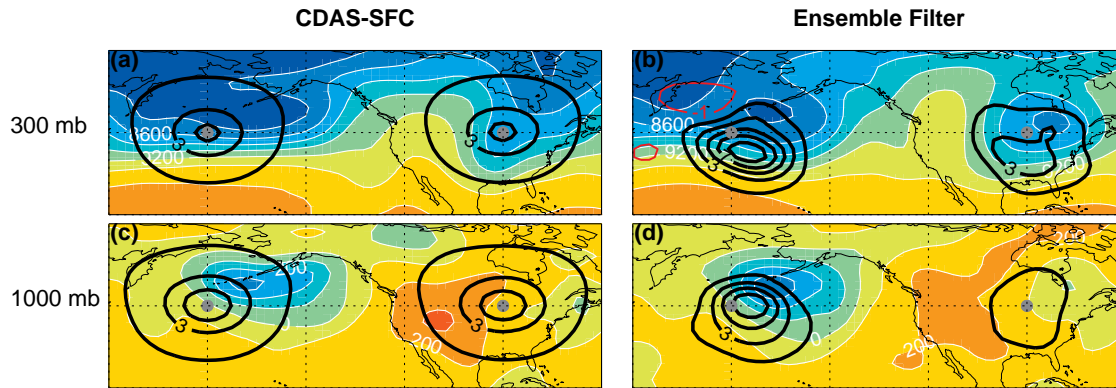 CDAS-SFC Ensemble Filter
(a) (b)
300 mb 8600 3 3 8600 1 3
9200
(c) (d) 200
1000 mb 3 3 3
200 0 200